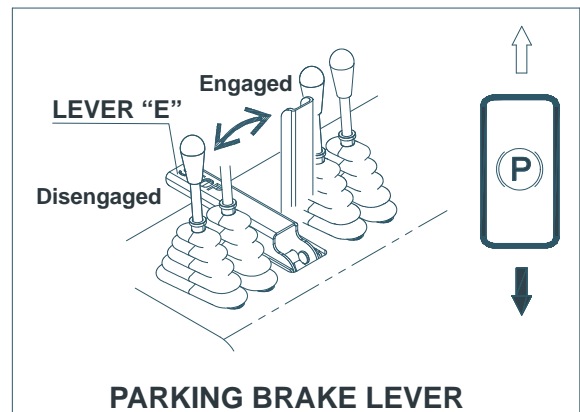 Engaged
LEVER “E”
Disengaged
P
PARKING BRAKE LEVER